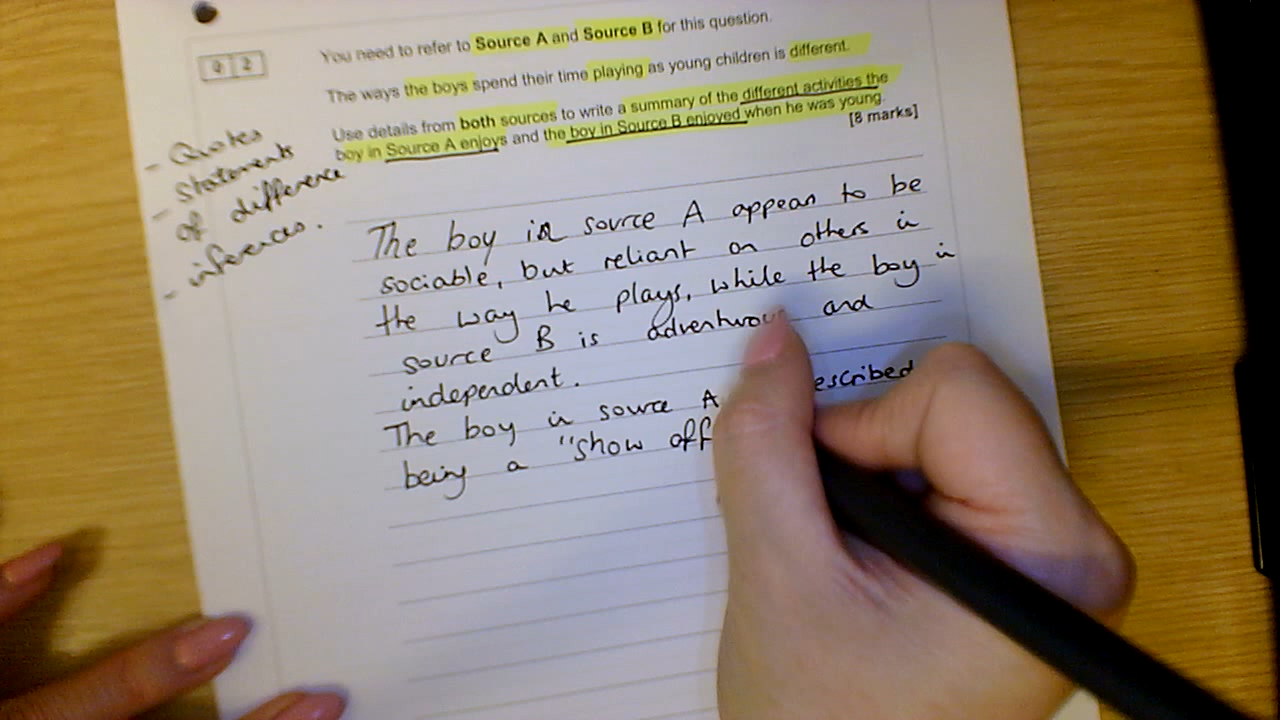 0 2
You need to refer to Source A and Source B for this question.
The ways the boys spend their time playing as young children is different.
Use details from both sources to write a summary of the different activities the
boy in Source A enjoys and the boy in Source B enjoyed when he was young.
[8 marks]
- Quotes
- Statements
of difference
- inferences.
The boy in source A appears to be
sociable, but reliant on others in
the way he plays, while the boy in
source B is and
independent.
The boy in source A
being a "show off